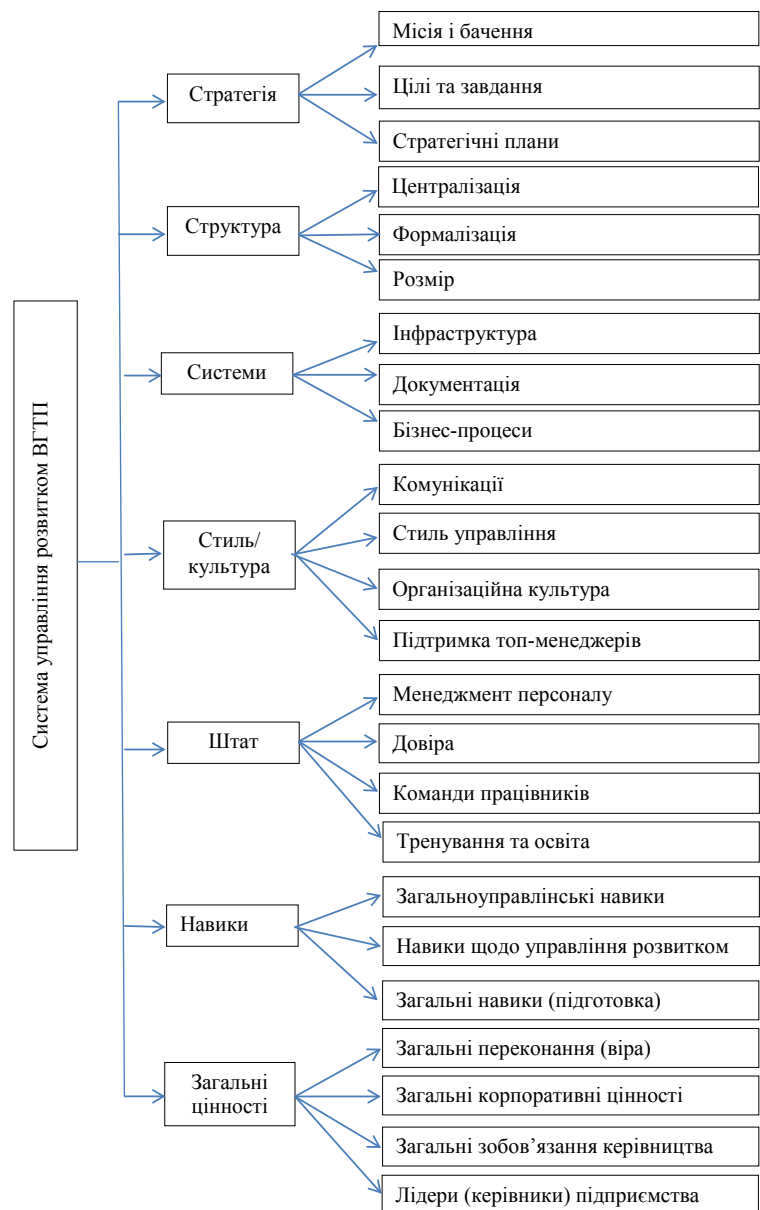 Система управління розвитком ВГТП
Стратегія
Місія і бачення
Цілі та завдання
Стратегічні плани
Структура
Централізація
Формалізація
Розмір
Системи
Інфраструктура
Документація
Бізнес-процеси
Стиль/
культура
Комунікації
Стиль управління
Організаційна культура
Підтримка топ-менеджерів
Штат
Менеджмент персоналу
Довіра
Команди працівників
Тренування та освіта
Навики
Загальноуправлінські навики
Навики щодо управління розвитком
Загальні навики (підготовка)
Загальні
цінності
Загальні переконання (віра)
Загальні корпоративні цінності
Загальні зобов’язання керівництва
Лідери (керівники) підприємства